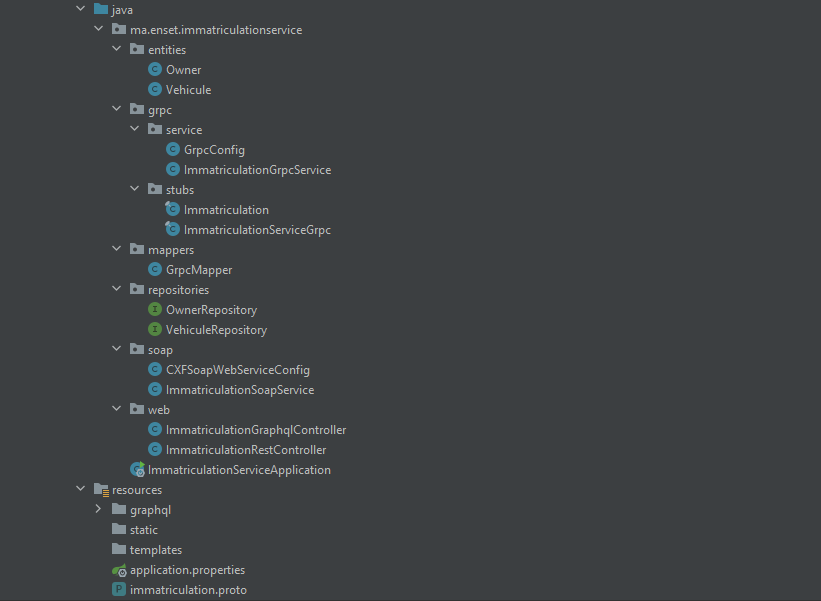 java
ma.enset.immatriculationservice
entities
Owner
Vehicule
grpc
service
GrpcConfig
ImmatriculationGrpcService
stubs
Immatriculation
ImmatriculationServiceGrpc
mappers
GrpcMapper
repositories
OwnerRepository
VehiculeRepository
soap
CXFSoapWebServiceConfig
ImmatriculationSoapService
web
ImmatriculationGraphqlController
ImmatriculationRestController
ImmatriculationServiceApplication
resources
graphql
static
templates
application.properties
immatriculation.proto